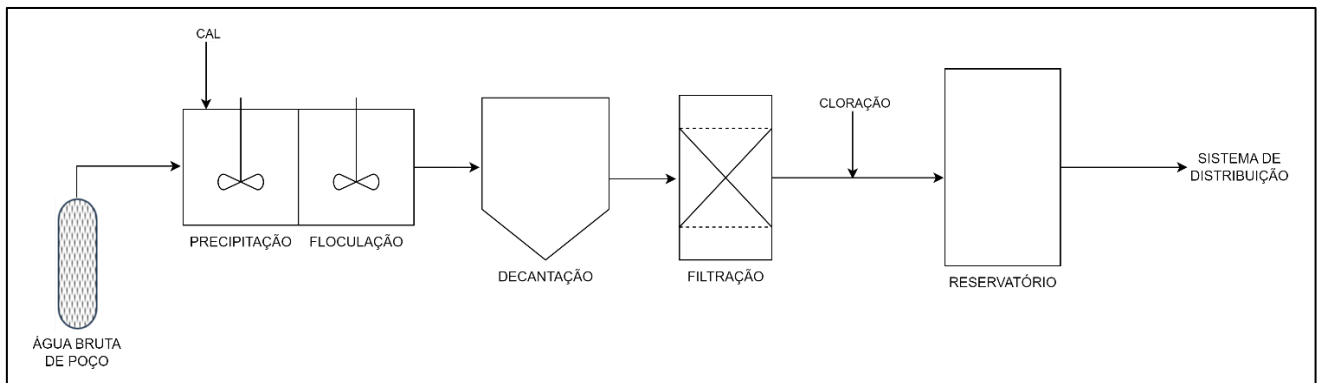 CAL
PRECIPITAÇÃO
FLOCULAÇÃO
DECANTAÇÃO
FILTRAÇÃO
CLORAÇÃO
RESERVATÓRIO
SISTEMA DE
DISTRIBUIÇÃO
ÁGUA BRUTA
DE POÇO